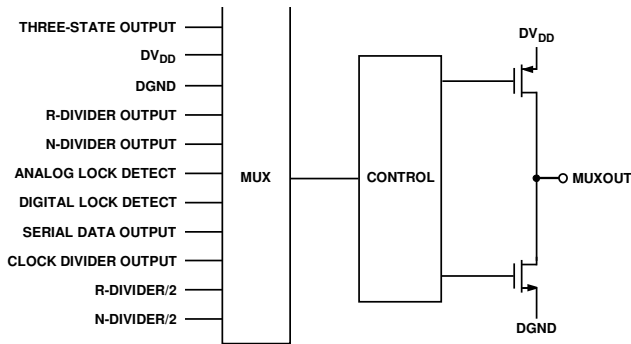 THREE-STATE OUTPUT
DVDD
DGND
R-DIVIDER OUTPUT
N-DIVIDER OUTPUT
ANALOG LOCK DETECT
DIGITAL LOCK DETECT
SERIAL DATA OUTPUT
CLOCK DIVIDER OUTPUT
R-DIVIDER/2
N-DIVIDER/2
MUX
CONTROL
DVDD
MUXOUT
DGND